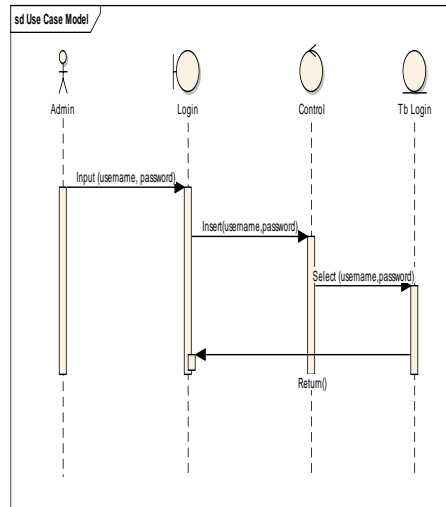 sd Use Case Model
Admin
Login
Control
Tb Login
Input (username, password)
Insert(username,password)
Select (username,password)
Return()